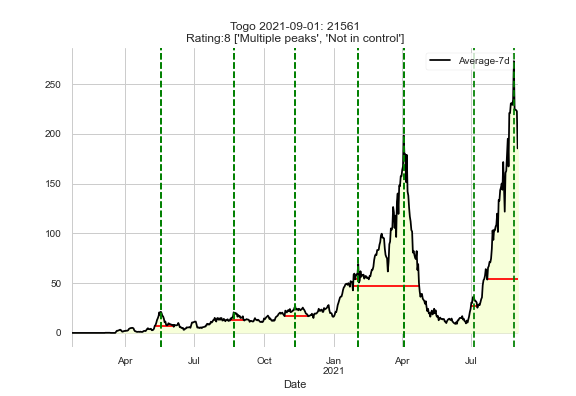 Togo 2021-09-01: 21561
Rating:8 ['Multiple peaks', 'Not in control']
Average-7d
250
200
150
100
50
0
Apr
Jul
Oct
Jan
2021
Apr
Jul
Date